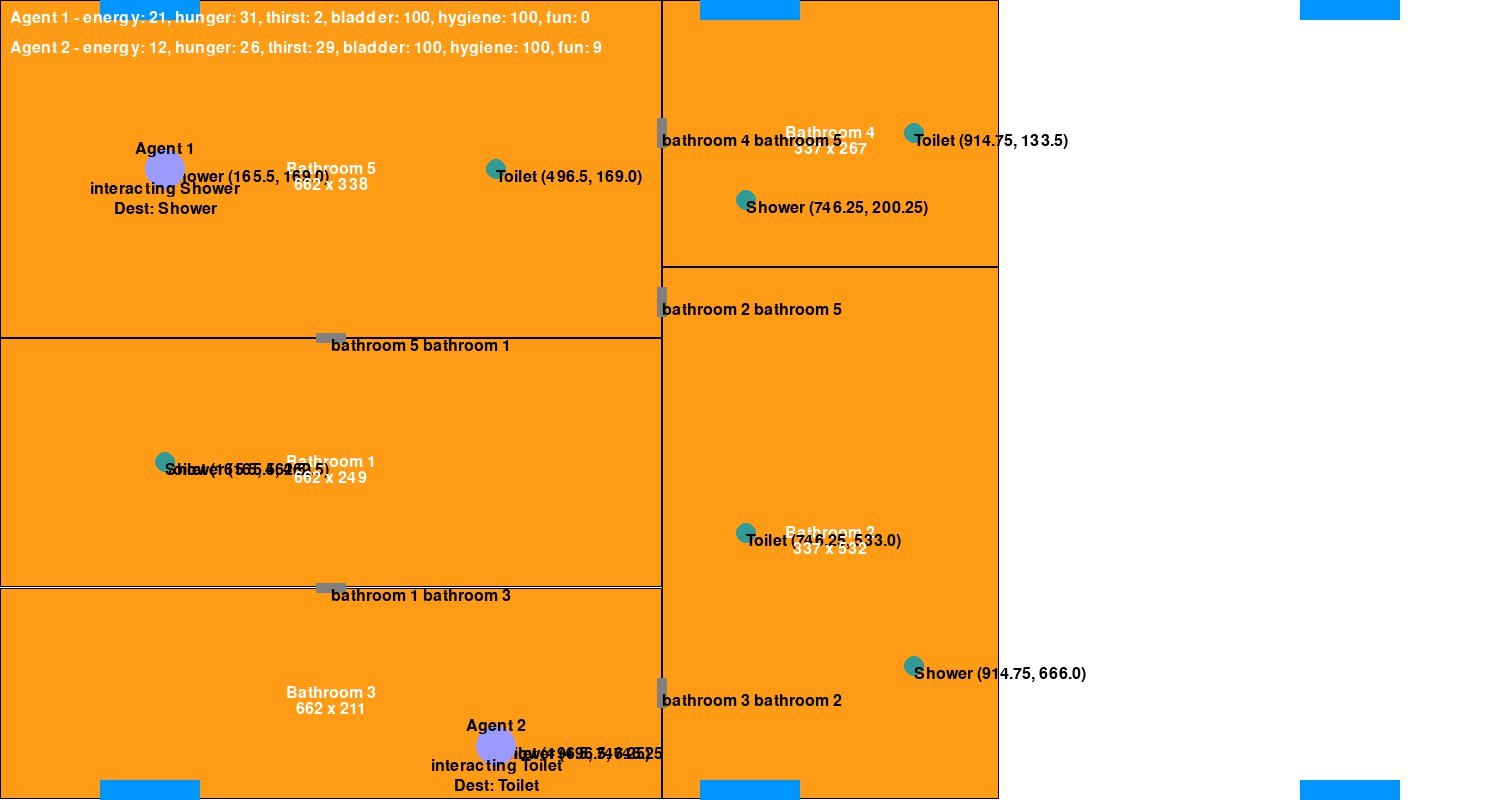 Agent 1 - energy: 21, hunger: 31, thirst: 2, bladder: 100, hygiene: 100, fun: 0
Agent 2 - energy: 12, hunger: 26, thirst: 29, bladder: 100, hygiene: 100, fun: 9
bathroom 4 bathroom 5
Bathroom 4
337 x 267
Toilet (914.75, 133.5)
Agent 1
ower (165.5, 169.0)
interacting Shower
Dest: Shower
Bathroom 5
662 x 338
Toilet (496.5, 169.0)
Shower (746.25, 200.25)
bathroom 2 bathroom 5
bathroom 5 bathroom 1
Bathroom 1
662 x 249
Bathroom 2
337 x 532
Toilet (746.25, 533.0)
bathroom 1 bathroom 3
Shower (914.75, 666.0)
Bathroom 3
662 x 211
bathroom 3 bathroom 2
Agent 2
interacting Toilet
Dest: Toilet